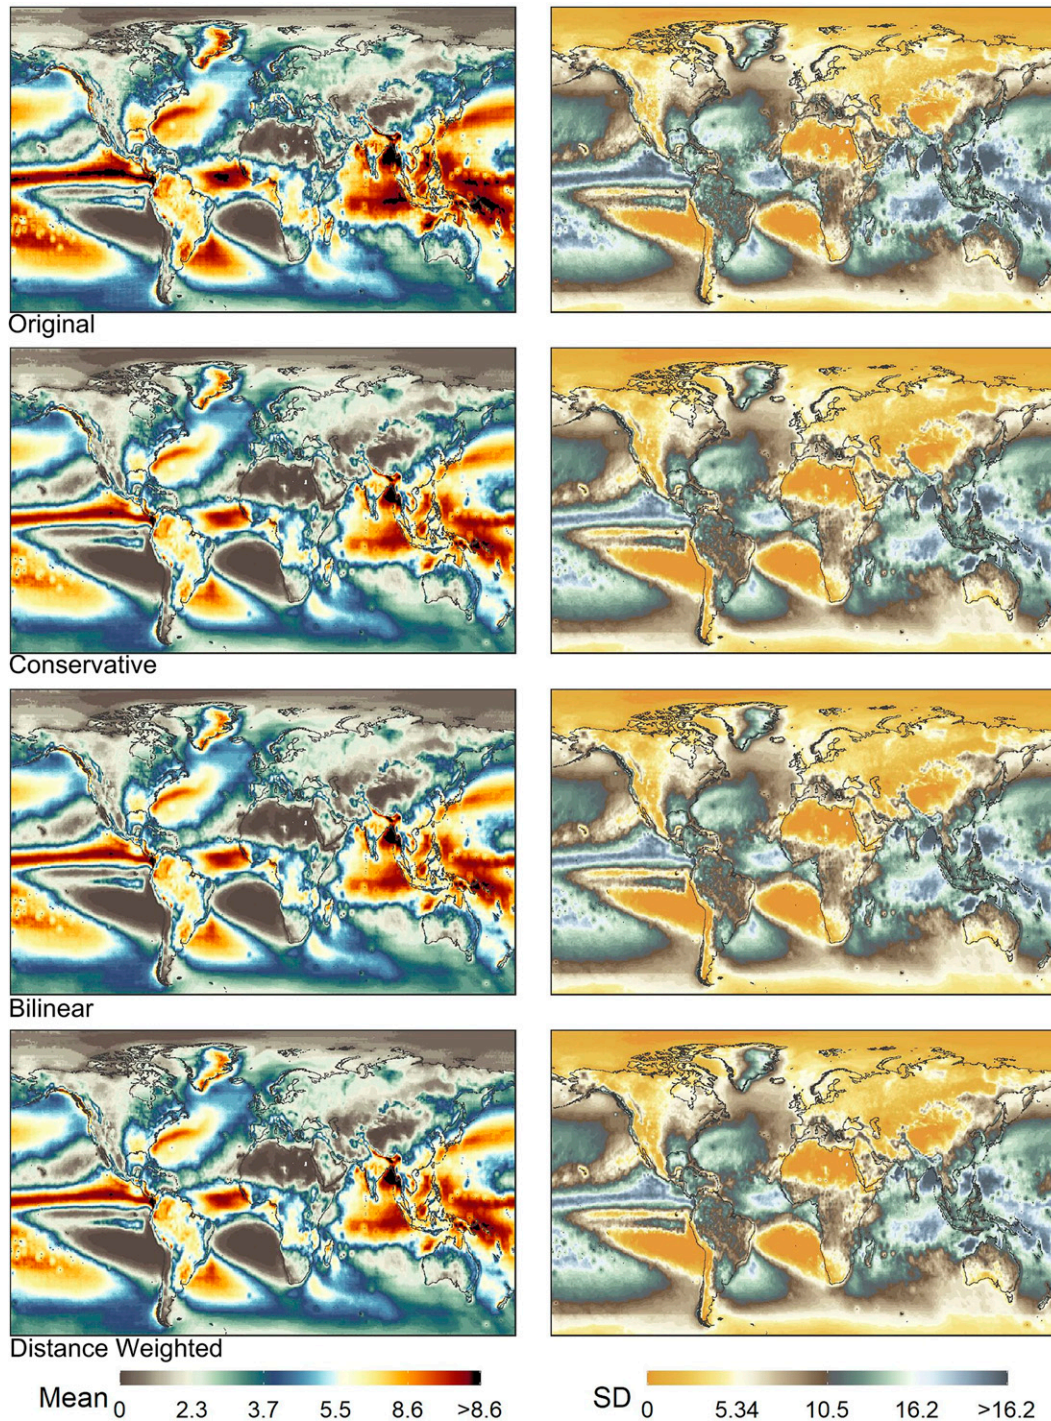 Original
Conservative
Bilinear
Distance Weighted
Mean 0 2.3 3.7 5.5 8.6 >8.6
SD 0 5.34 10.5 16.2 >16.2